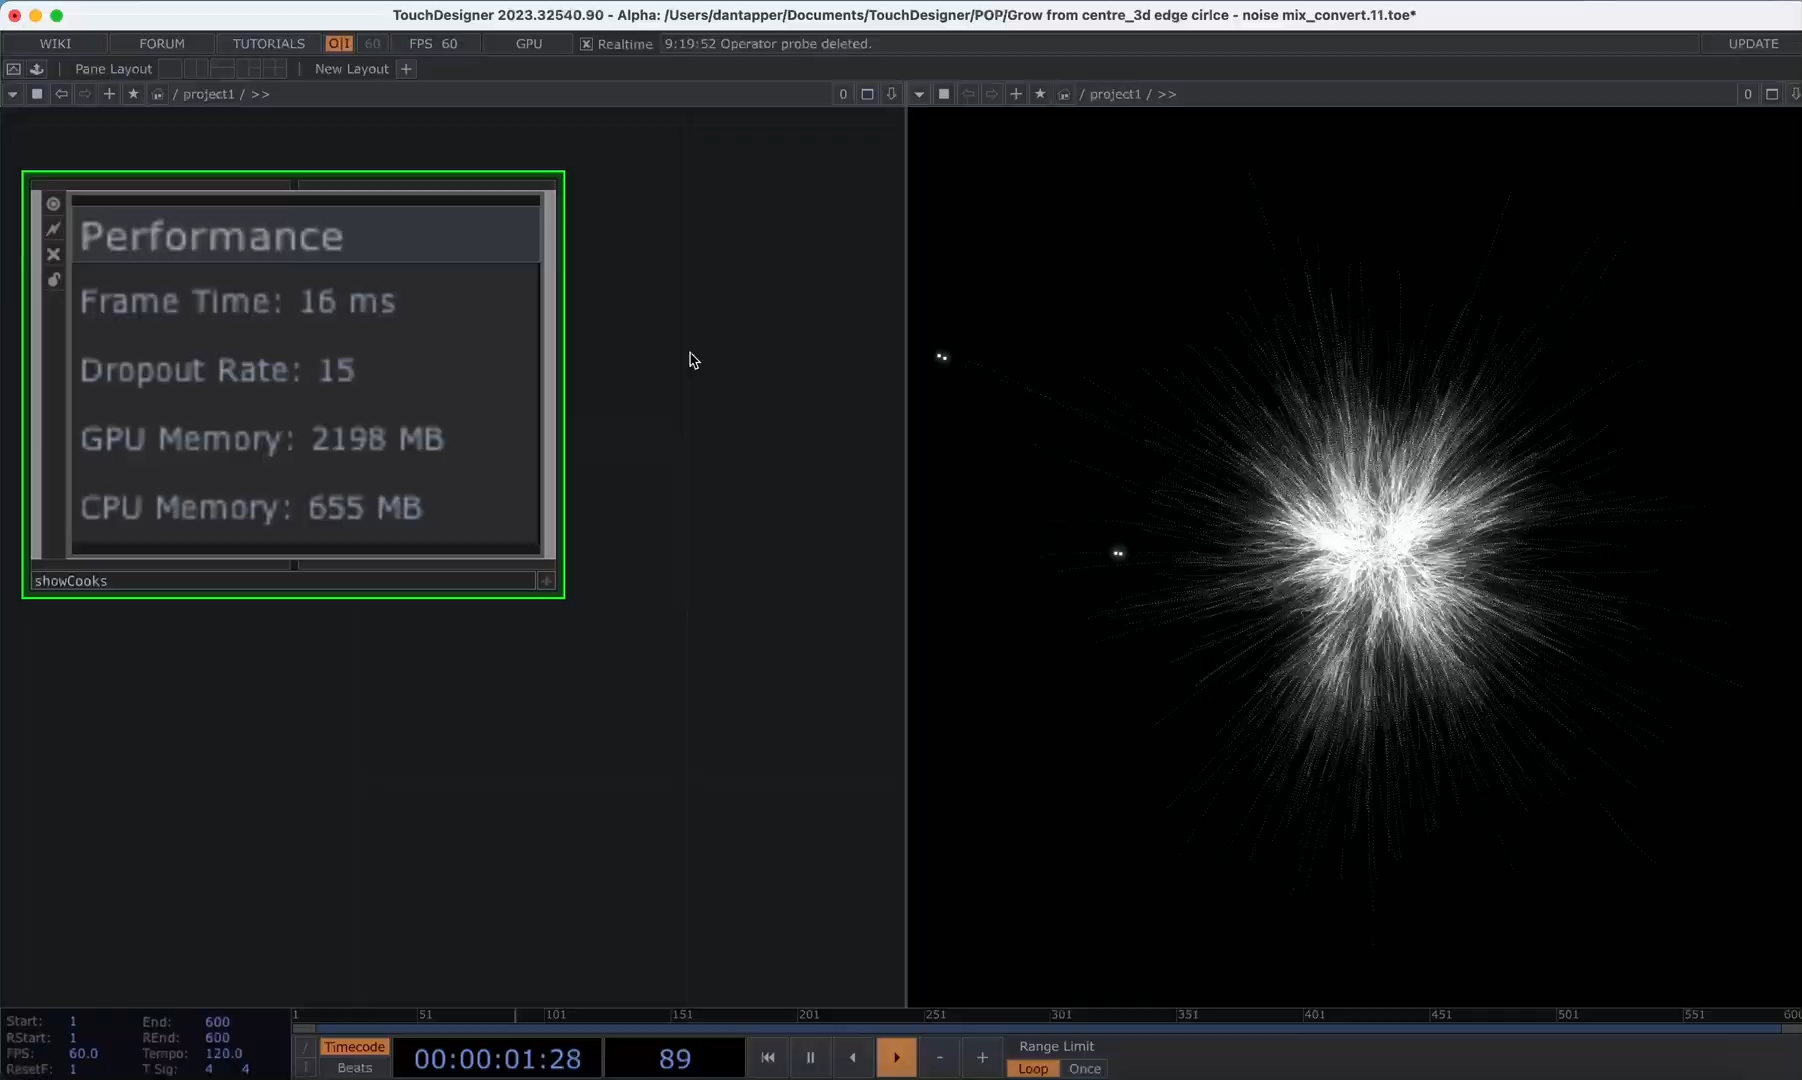 TouchDesigner 2023.32540.90 - Alpha: /Users/dantapper/Documents/TouchDesigner/POP/Grow from centre_3d edge cirlce - noise mix_convert.11.toe*
WIKI FORUM TUTORIALS O|I 60 FPS 60 GPU Realtime 9:19:52 Operator probe deleted. UPDATE
Pane Layout New Layout +
/ project1 / >> 0 / project1 / >> 0
Performance
Frame Time: 16 ms
Dropout Rate: 15
GPU Memory: 2198 MB
CPU Memory: 655 MB
showCooks
1 51 101 151 201 251 301 351 401 451 501 551 600
Start: 1 End: 600
RStart: 1 REnd: 600
FPS: 60.0 Tempo: 120.0
ResetF: 1 T Sig: 4 4
Timecode
Beats
00:00:01:28
89
- +
Range Limit
Loop Once